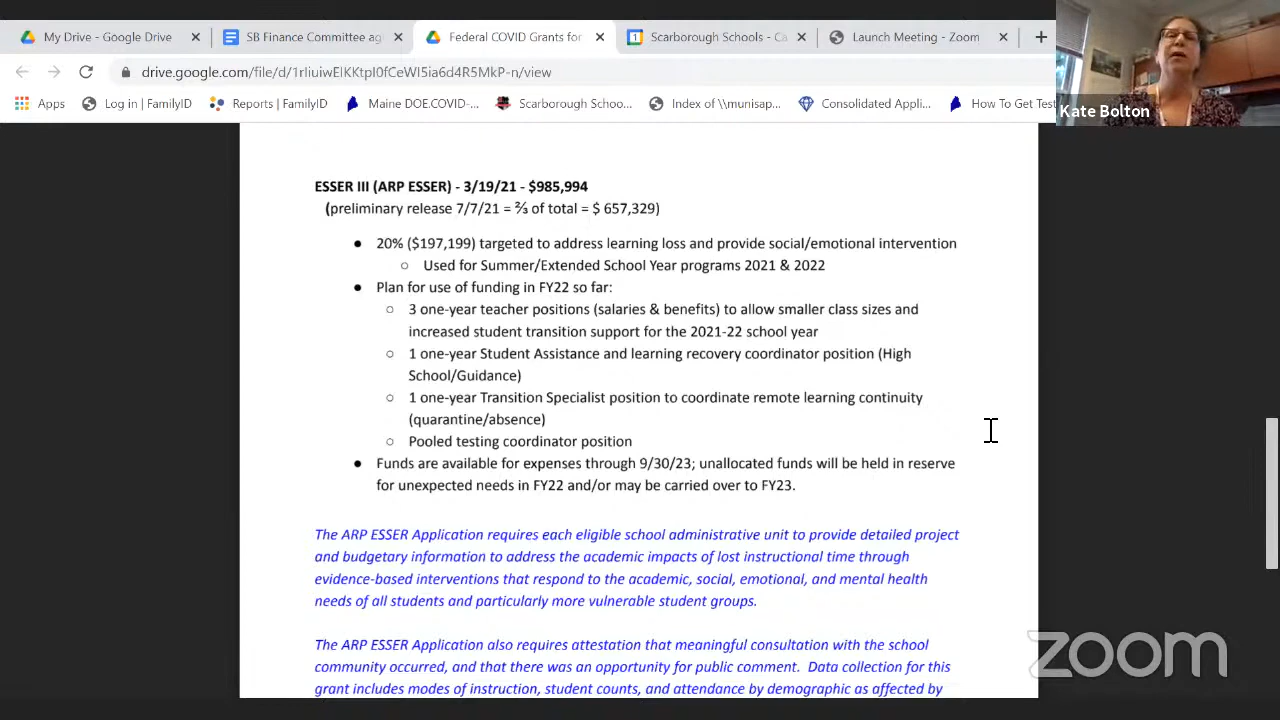 My Drive - Google Drive
SB Finance Committee ag
Federal COVID Grants for
Scarborough Schools - Ca
Launch Meeting - Zoom
Apps
Log in | FamilyID
Reports | FamilyID
Maine DOE.COVID-...
Scarborough Schoo...
Index of \\munisap...
Consolidated Appli...
How To Get Test
Kate Bolton
ESSER III (ARP ESSER) - 3/19/21 - $985,994
(preliminary release 7/7/21 = ⅔ of total = $ 657,329)
● 20% ($197,199) targeted to address learning loss and provide social/emotional intervention
○ Used for Summer/Extended School Year programs 2021 & 2022
● Plan for use of funding in FY22 so far:
○ 3 one-year teacher positions (salaries & benefits) to allow smaller class sizes and
increased student transition support for the 2021-22 school year
○ 1 one-year Student Assistance and learning recovery coordinator position (High
School/Guidance)
○ 1 one-year Transition Specialist position to coordinate remote learning continuity
(quarantine/absence)
○ Pooled testing coordinator position
● Funds are available for expenses through 9/30/23; unallocated funds will be held in reserve
for unexpected needs in FY22 and/or may be carried over to FY23.
The ARP ESSER Application requires each eligible school administrative unit to provide detailed project
and budgetary information to address the academic impacts of lost instructional time through
evidence-based interventions that respond to the academic, social, emotional, and mental health
needs of all students and particularly more vulnerable student groups.
The ARP ESSER Application also requires attestation that meaningful consultation with the school
community occurred, and that there was an opportunity for public comment. Data collection for this
grant includes modes of instruction, student counts, and attendance by demographic as affected by
zoom